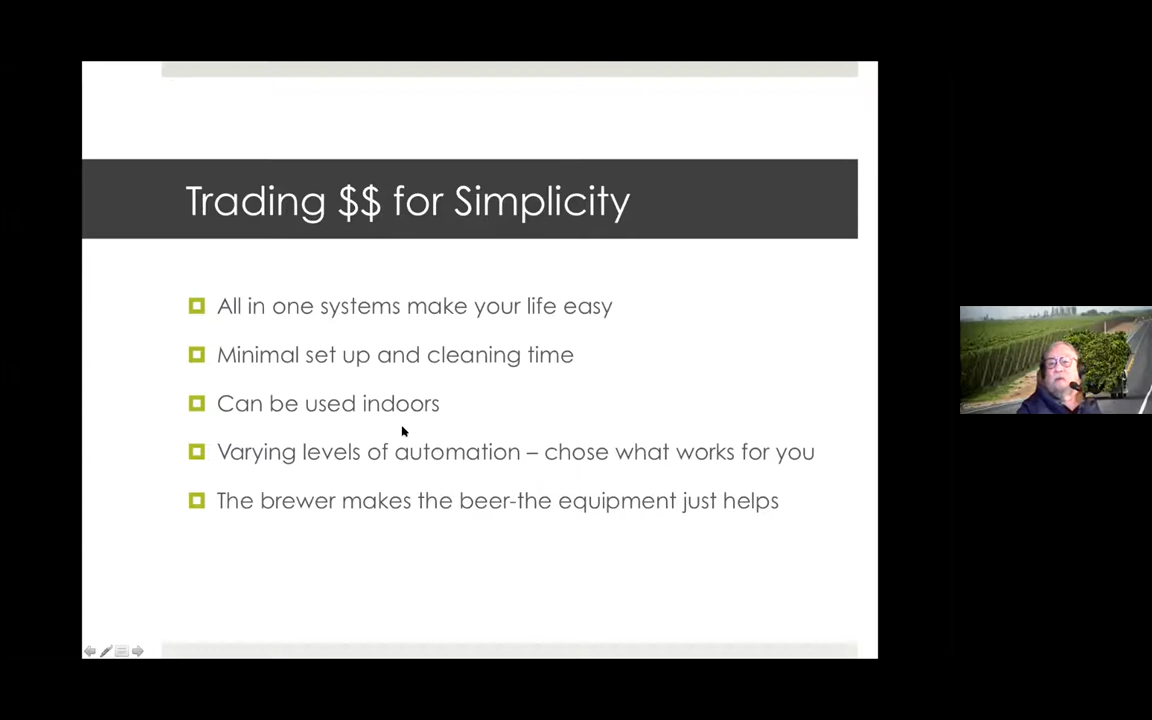 Trading $$ for Simplicity
All in one systems make your life easy
Minimal set up and cleaning time
Can be used indoors
Varying levels of automation – chose what works for you
The brewer makes the beer-the equipment just helps